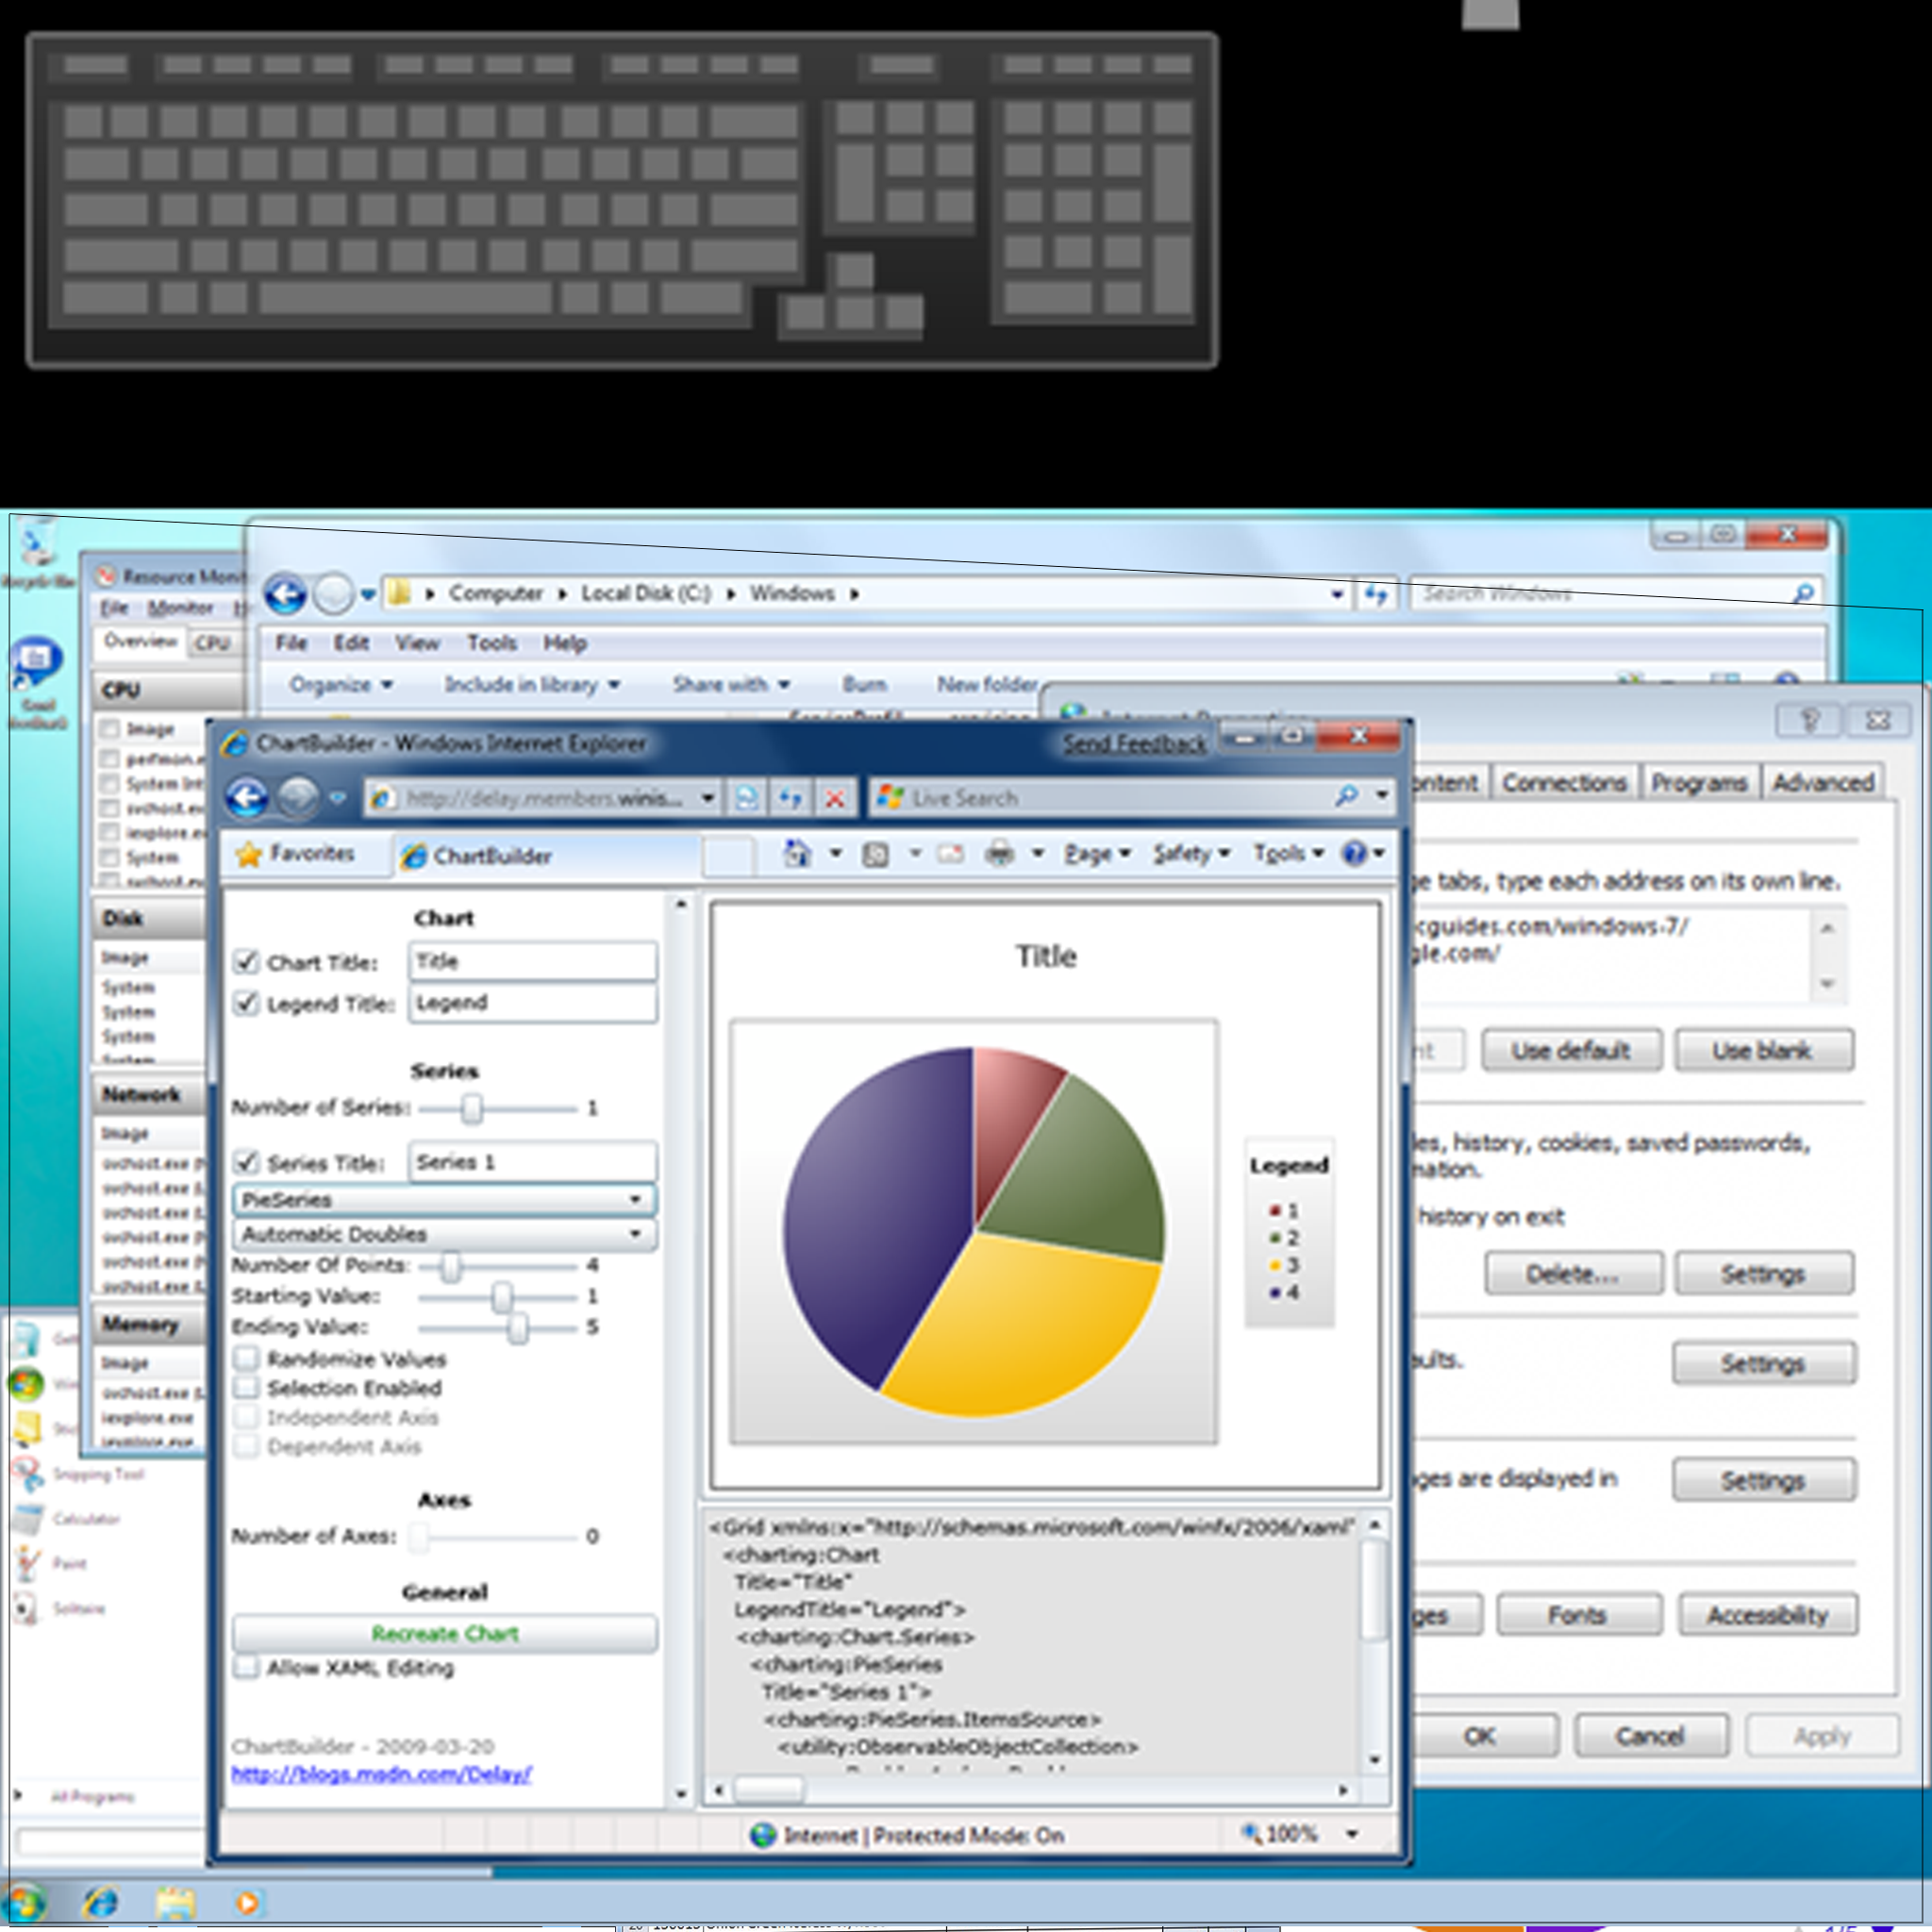 Recycle Bin
Resource Monit
File Monitor H
Overview CPU
CPU
Image
perfmon.e
System Int
svchost.ex
iexplore.ex
System
svchost.ex
Disk
Image
System
System
System
System
Network
Image
svchost.exe (N
svchost.exe (L
svchost.exe (L
svchost.exe (N
svchost.exe (N
svchost.exe (L
Memory
Image
svchost.exe (L
iexplore.exe
iexplore.exe
Snipping Tool
Calculator
Paint
Solitaire
All Programs
Computer Local Disk (C:) Windows
Search Windows
File Edit View Tools Help
Organize Include in library Share with Burn New folder
Internet Properties
ontent Connections Programs Advanced
ge tabs, type each address on its own line.
cguides.com/windows-7/
gle.com/
nt Use default Use blank
les, history, cookies, saved passwords,
mation.
history on exit
Delete... Settings
aults.
Settings
ges are displayed in
Settings
ges Fonts Accessibility
OK Cancel Apply
ChartBuilder - Windows Internet Explorer
Send Feedback
http://delay.members.winis...
Live Search
Favorites ChartBuilder
Page Safety Tools
Chart
Chart Title: Title
Legend Title: Legend
Series
Number of Series: 1
Series Title: Series 1
PieSeries
Automatic Doubles
Number Of Points: 4
Starting Value: 1
Ending Value: 5
Randomize Values
Selection Enabled
Independent Axis
Dependent Axis
Axes
Number of Axes: 0
General
Recreate Chart
Allow XAML Editing
ChartBuilder - 2009-03-20
http://blogs.msdn.com/Delay/
Title
Legend
1
2
3
4
<Grid xmlns:x="http://schemas.microsoft.com/winfx/2006/xaml"
<charting:Chart
Title="Title"
LegendTitle="Legend">
<charting:Chart.Series>
<charting:PieSeries
Title="Series 1">
<charting:PieSeries.ItemsSource>
<utility:ObservableObjectCollection>
Internet | Protected Mode: On
100%